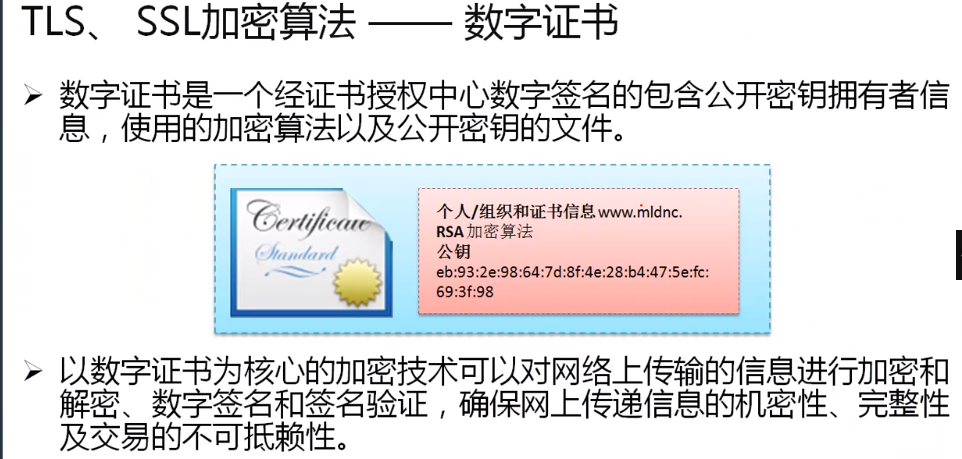 TLS、 SSL加密算法 —— 数字证书
➢ 数字证书是一个经证书授权中心数字签名的包含公开密钥拥有者信
息，使用的加密算法以及公开密钥的文件。
Certificate
Standard
个人/组织和证书信息www.mldnc.
RSA加密算法
公钥
eb:93:2e:98:64:7d:8f:4e:28:b4:47:5e:fc:
69:3f:98
➢ 以数字证书为核心的加密技术可以对网络上传输的信息进行加密和
解密、数字签名和签名验证，确保网上传递信息的机密性、完整性
及交易的不可抵赖性。